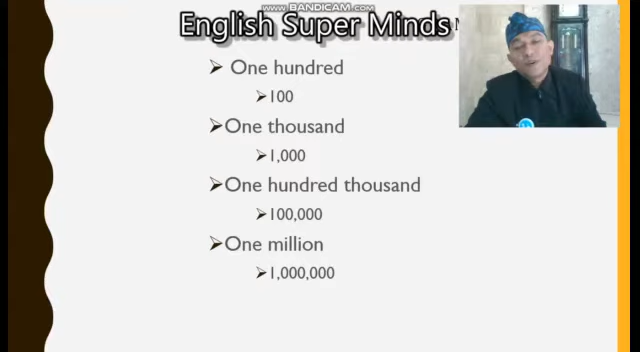 WWW.BANDICAM.COM
English Super Minds
One hundred
100
One thousand
1,000
One hundred thousand
100,000
One million
1,000,000